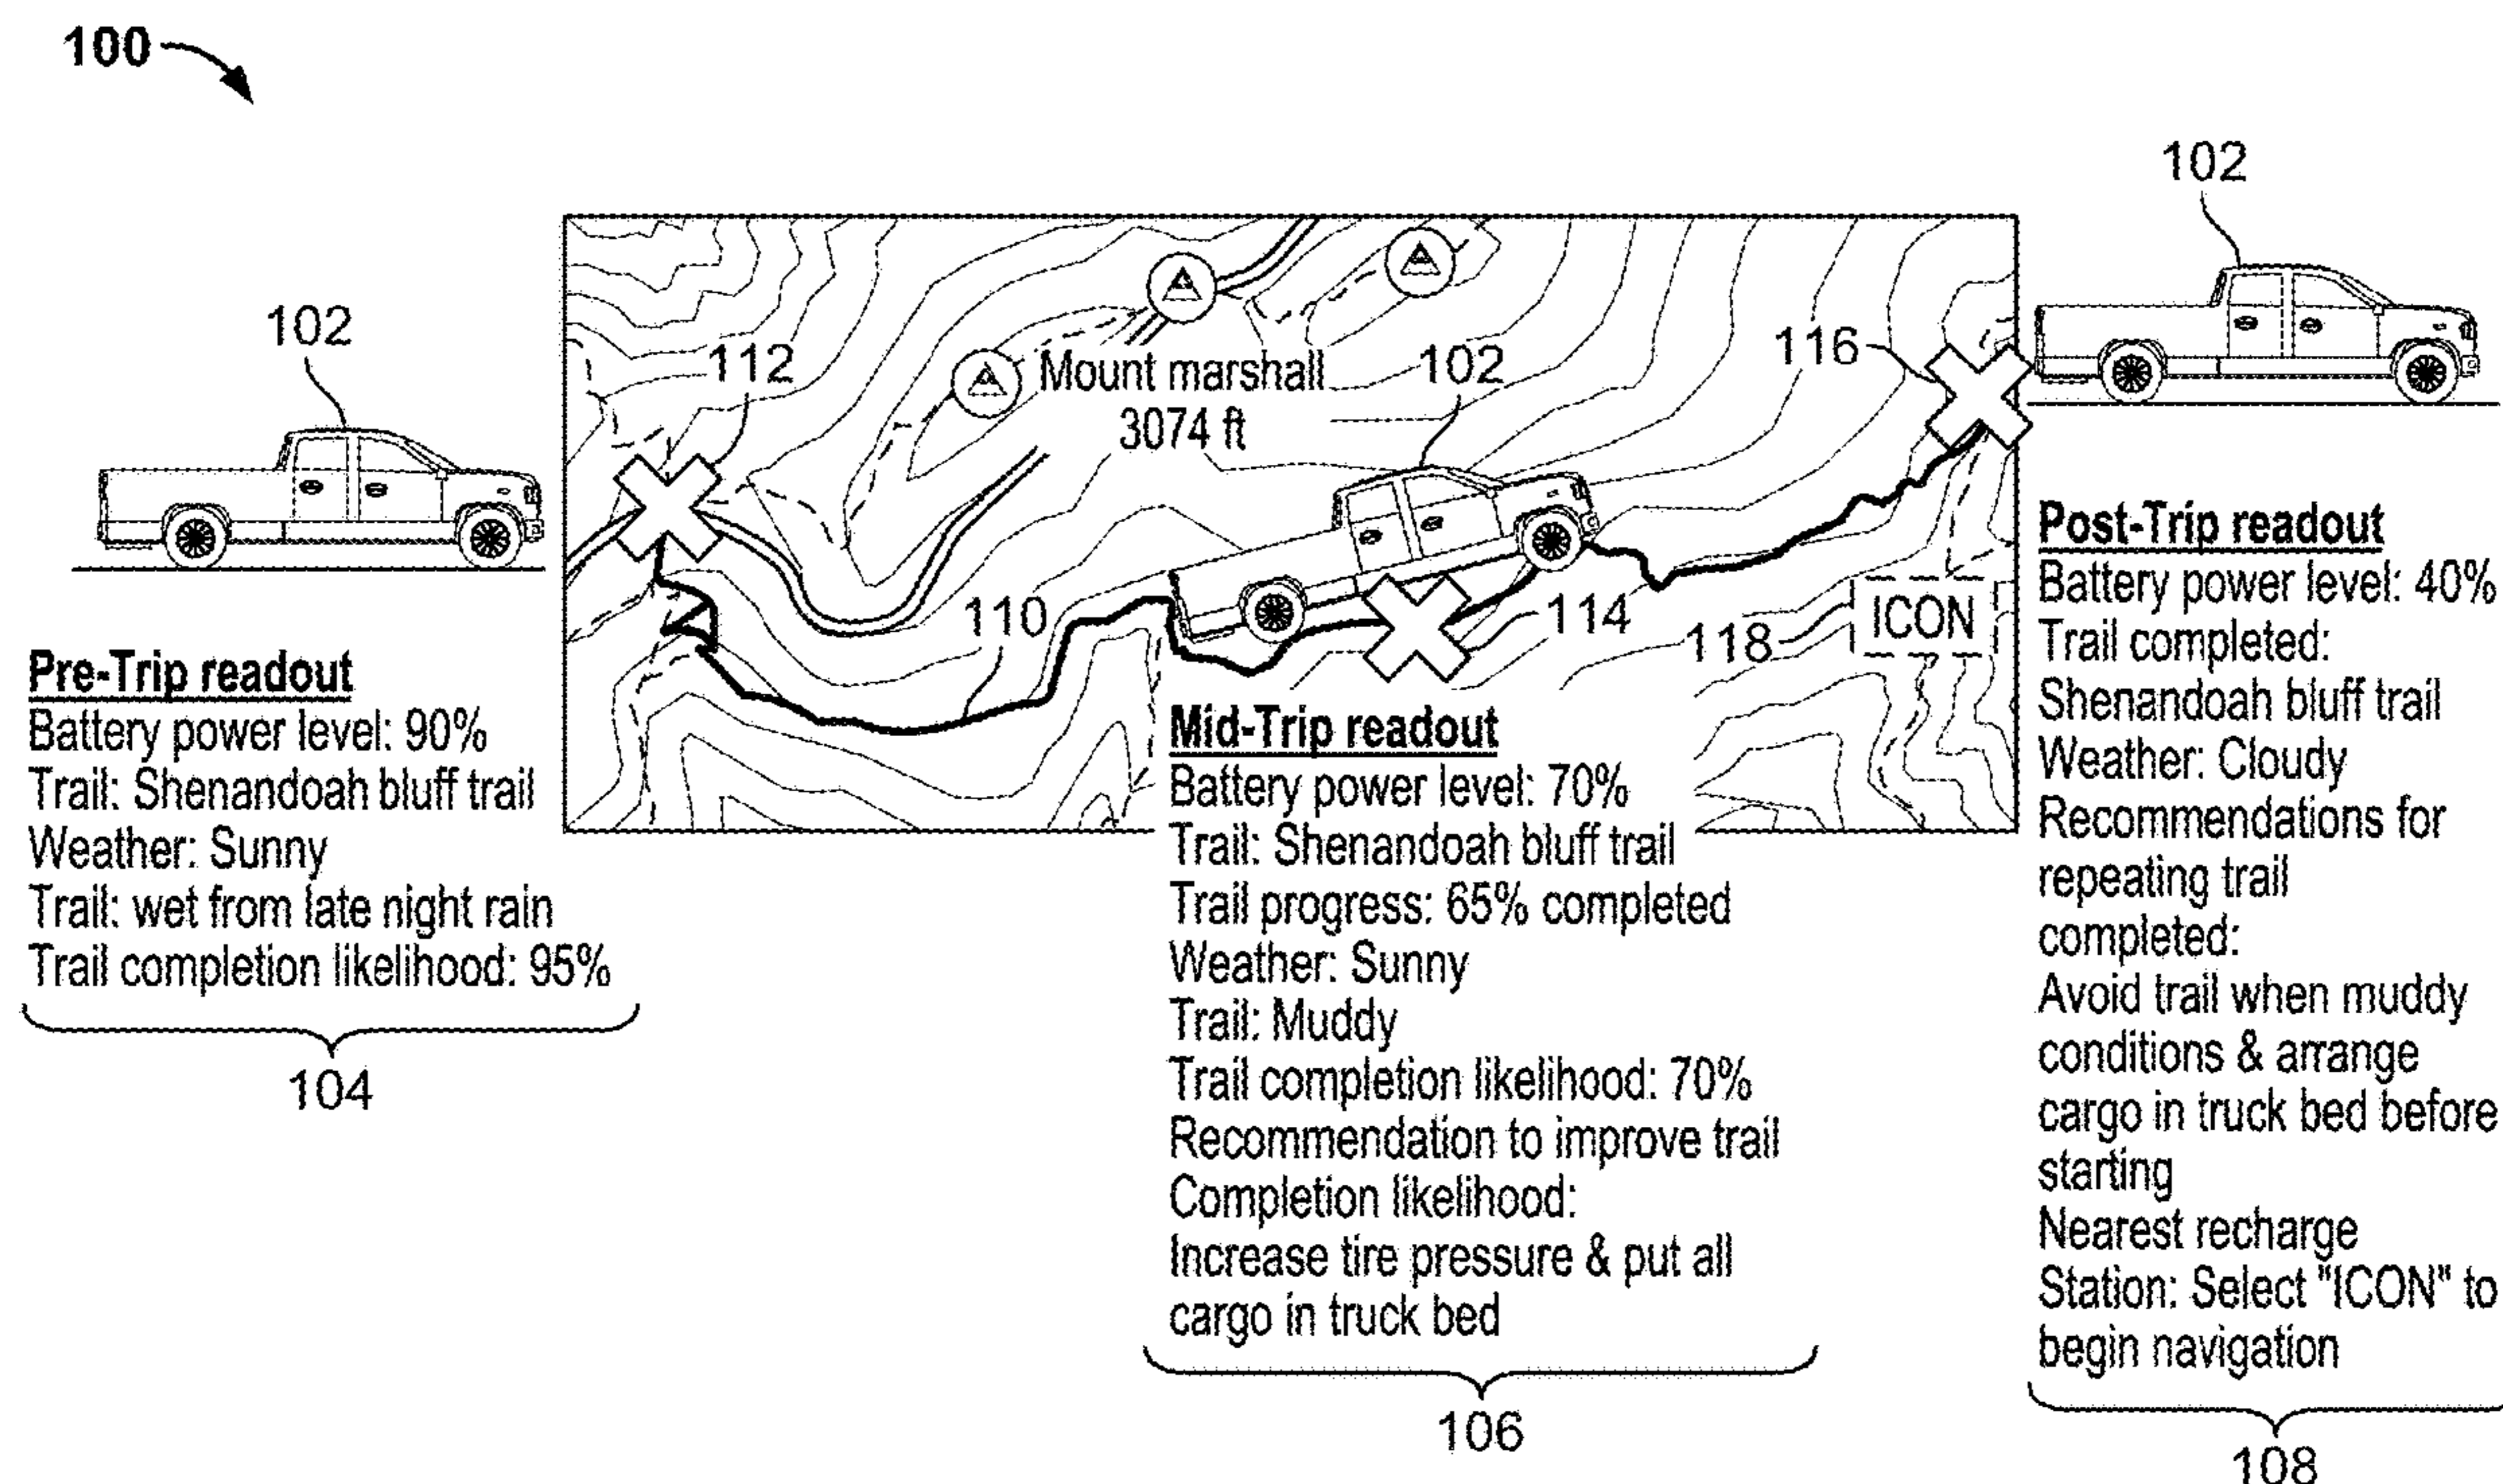 100
102
102
112
Mount marshall
3074 ft
102
116
110
114
118
ICON
Pre-Trip readout
Battery power level: 90%
Trail: Shenandoah bluff trail
Weather: Sunny
Trail: wet from late night rain
Trail completion likelihood: 95%
104
Mid-Trip readout
Battery power level: 70%
Trail: Shenandoah bluff trail
Trail progress: 65% completed
Weather: Sunny
Trail: Muddy
Trail completion likelihood: 70%
Recommendation to improve trail
Completion likelihood:
Increase tire pressure & put all
cargo in truck bed
106
Post-Trip readout
Battery power level: 40%
Trail completed:
Shenandoah bluff trail
Weather: Cloudy
Recommendations for
repeating trail
completed:
Avoid trail when muddy
conditions & arrange
cargo in truck bed before
starting
Nearest recharge
Station: Select "ICON" to
begin navigation
108